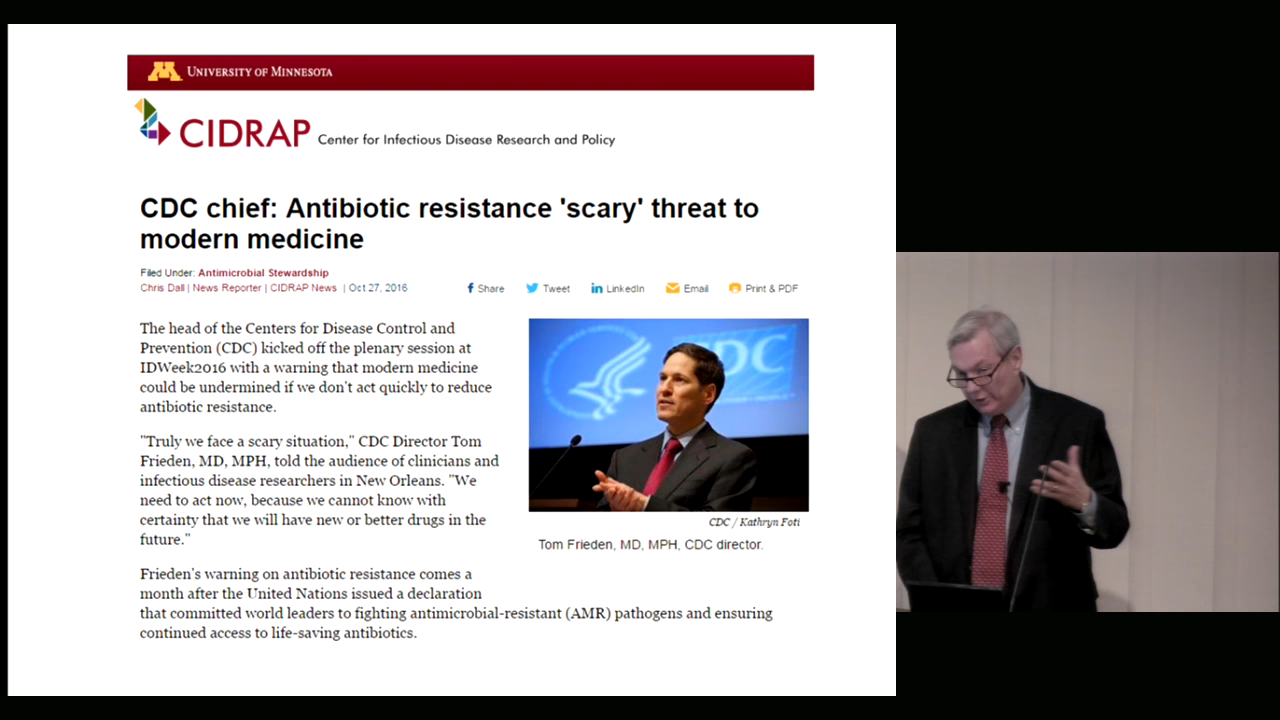 UNIVERSITY OF MINNESOTA
CIDRAP Center for Infectious Disease Research and Policy
CDC chief: Antibiotic resistance 'scary' threat to
modern medicine
Filed Under: Antimicrobial Stewardship
Chris Dall | News Reporter | CIDRAP News | Oct 27, 2016
Share Tweet LinkedIn Email Print & PDF
The head of the Centers for Disease Control and
Prevention (CDC) kicked off the plenary session at
IDWeek2016 with a warning that modern medicine
could be undermined if we don't act quickly to reduce
antibiotic resistance.
"Truly we face a scary situation," CDC Director Tom
Frieden, MD, MPH, told the audience of clinicians and
infectious disease researchers in New Orleans. "We
need to act now, because we cannot know with
certainty that we will have new or better drugs in the
future."
CDC
CDC / Kathryn Foti
Tom Frieden, MD, MPH, CDC director.
Frieden's warning on antibiotic resistance comes a
month after the United Nations issued a declaration
that committed world leaders to fighting antimicrobial-resistant (AMR) pathogens and ensuring
continued access to life-saving antibiotics.